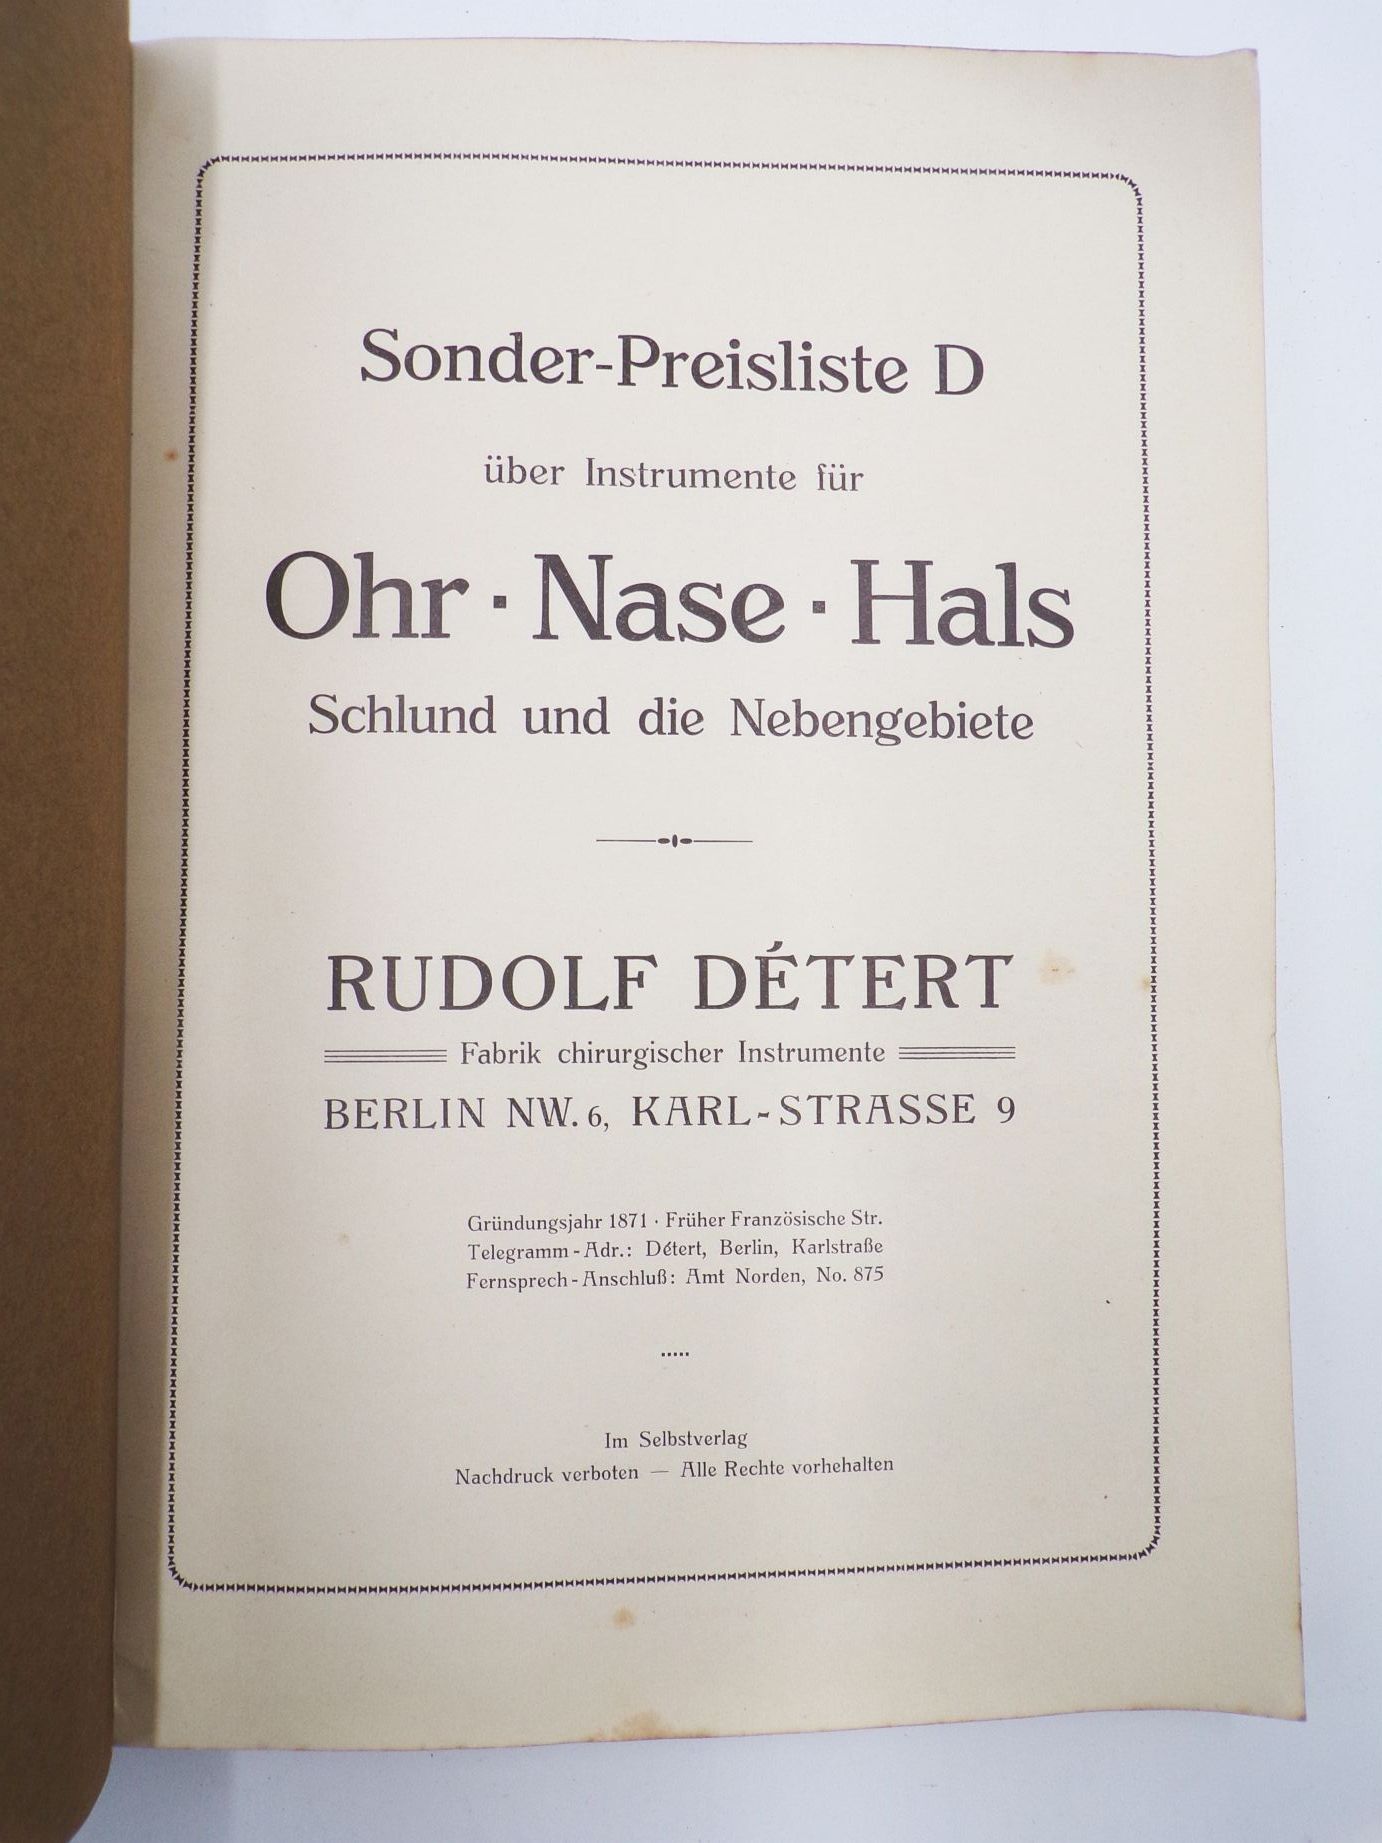 Sonder-Preisliste D
über Instrumente für
Ohr · Nase · Hals
Schlund und die Nebengebiete
RUDOLF DÉTERT
Fabrik chirurgischer Instrumente
BERLIN NW. 6, KARL-STRASSE 9
Gründungsjahr 1871 · Früher Französische Str.
Telegramm-Adr.: Détert, Berlin, Karlstraße
Fernsprech-Anschluß: Amt Norden, No. 875
Im Selbstverlag
Nachdruck verboten — Alle Rechte vorhehalten